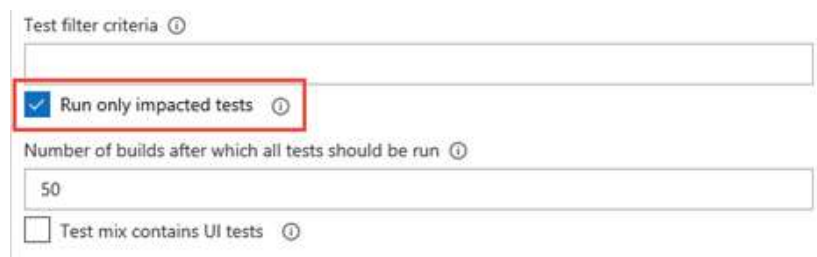 Test filter criteria
Run only impacted tests
Number of builds after which all tests should be run
50
Test mix contains UI tests